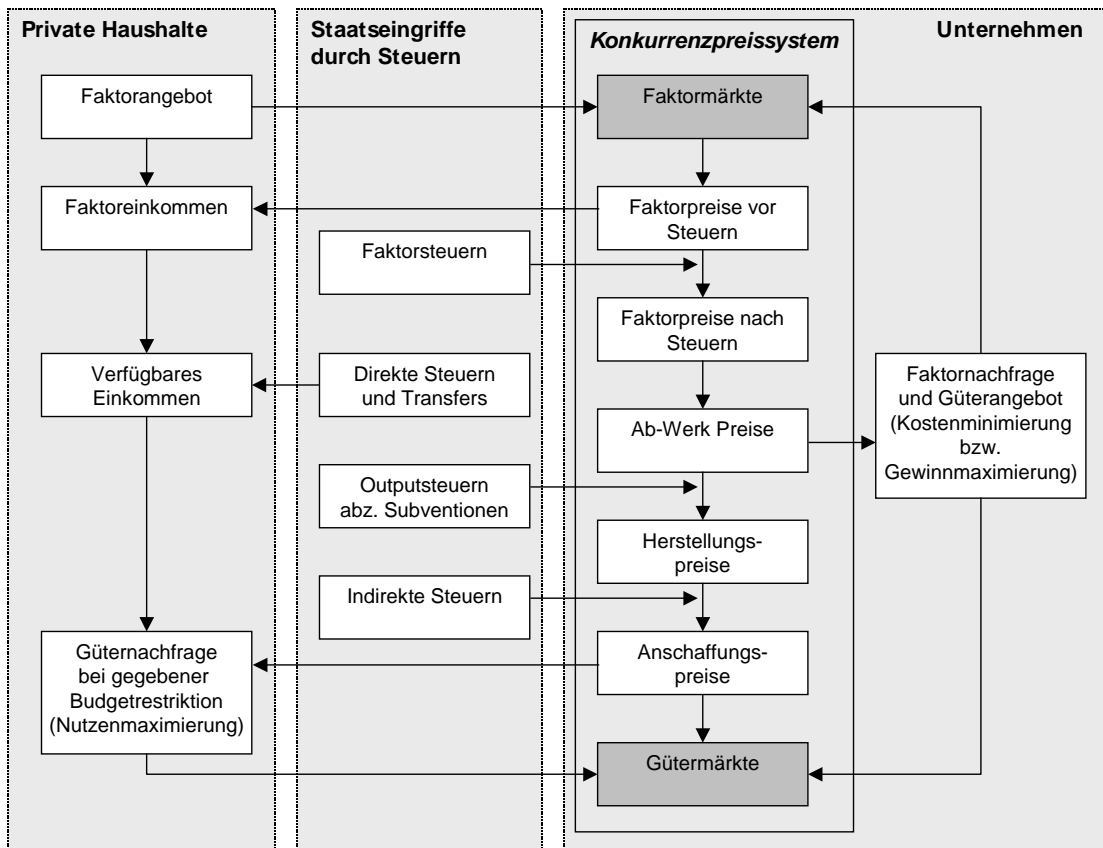 Private Haushalte
Faktorangebot
Faktoreinkommen
Verfügbares
Einkommen
Güternachfrage
bei gegebener
Budgetrestriktion
(Nutzenmaximierung)
Staatseingriffe
durch Steuern
Faktorsteuern
Direkte Steuern
und Transfers
Outputsteuern
abz. Subventionen
Indirekte Steuern
Konkurrenzpreissystem
Faktormärkte
Faktorpreise vor
Steuern
Faktorpreise nach
Steuern
Ab-Werk Preise
Herstellungs-
preise
Anschaffungs-
preise
Gütermärkte
Unternehmen
Faktornachfrage
und Güterangebot
(Kostenminimierung
bzw.
Gewinnmaximierung)